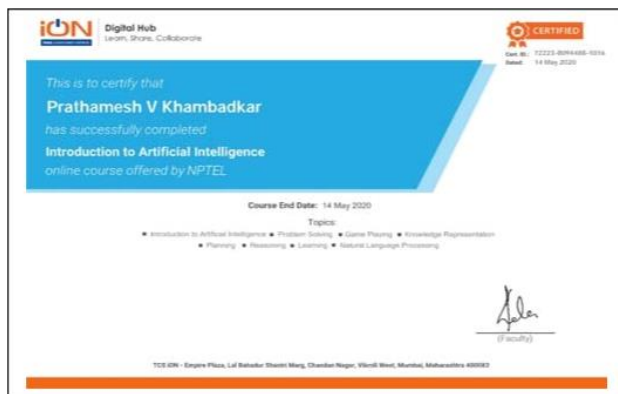 iON
Digital Hub
Learn, Share, Collaborate
CERTIFIED
Cert. ID.:
Dated: 14 May 2020
This is to certify that
Prathamesh V Khambadkar
has successfully completed
Introduction to Artificial Intelligence
online course offered by NPTEL
Course End Date: 14 May 2020
Topics:
Introduction to Artificial Intelligence ● Problem Solving ● Game Playing ● Knowledge Representation
● Planning ● Reasoning ● Learning ● Natural Language Processing
(Faculty)
TCS iON - Empire Plaza, Lal Bahadur Shastri Marg, Chandan Nagar, Vikroli West, Mumbai, Maharashtra 400083